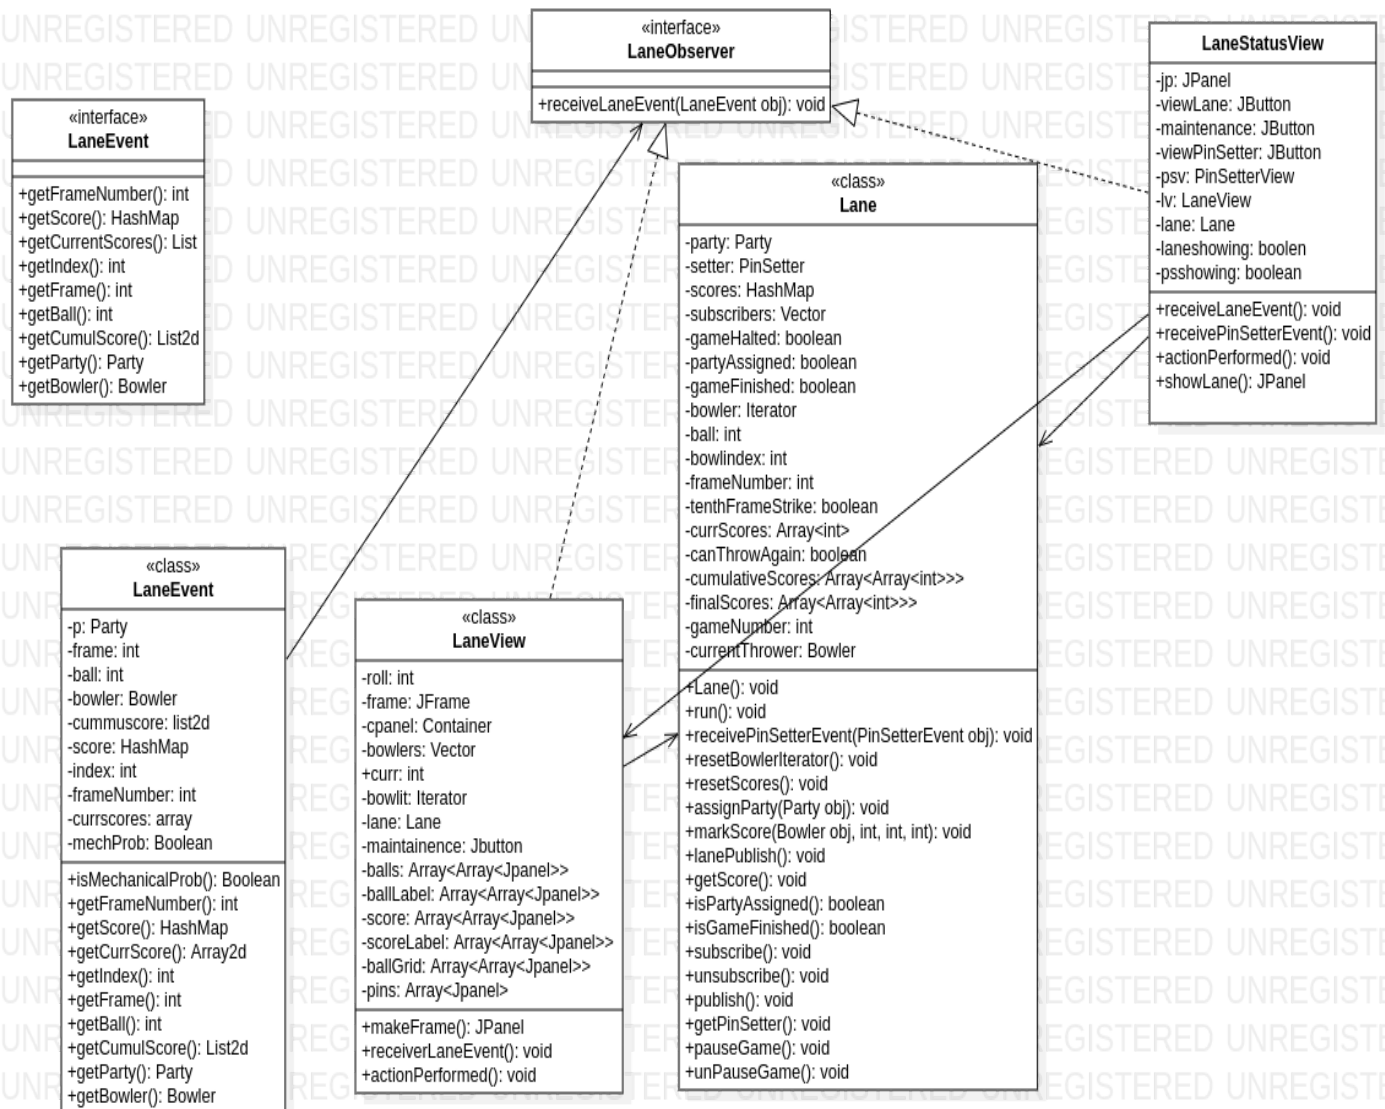 «interface»
LaneObserver
+receiveLaneEvent(LaneEvent obj): void
LaneStatusView
-jp: JPanel
-viewLane: JButton
-maintenance: JButton
-viewPinSetter: JButton
-psv: PinSetterView
-lv: LaneView
-lane: Lane
-laneshowing: boolen
-psshowing: boolean
+receiveLaneEvent(): void
+receivePinSetterEvent(): void
+actionPerformed(): void
+showLane(): JPanel
«interface»
LaneEvent
+getFrameNumber(): int
+getScore(): HashMap
+getCurrentScores(): List
+getIndex(): int
+getFrame(): int
+getBall(): int
+getCumulScore(): List2d
+getParty(): Party
+getBowler(): Bowler
«class»
Lane
-party: Party
-setter: PinSetter
-scores: HashMap
-subscribers: Vector
-gameHalted: boolean
-partyAssigned: boolean
-gameFinished: boolean
-bowler: Iterator
-ball: int
-bowlindex: int
-frameNumber: int
-tenthFrameStrike: boolean
-currScores: Array<int>
-canThrowAgain: boolean
-cumulativeScores: Array<Array<int>>>
-finalScores: Array<Array<int>>>
-gameNumber: int
-currentThrower: Bowler
+Lane(): void
+run(): void
+receivePinSetterEvent(PinSetterEvent obj): void
+resetBowlerIterator(): void
+resetScores(): void
+assignParty(Party obj): void
+markScore(Bowler obj, int, int, int): void
+lanePublish(): void
+getScore(): void
+isPartyAssigned(): boolean
+isGameFinished(): boolean
+subscribe(): void
+unsubscribe(): void
+publish(): void
+getPinSetter(): void
+pauseGame(): void
+unPauseGame(): void
«class»
LaneEvent
-p: Party
-frame: int
-ball: int
-bowler: Bowler
-cummuscore: list2d
-score: HashMap
-index: int
-frameNumber: int
-currscores: array
-mechProb: Boolean
+isMechanicalProb(): Boolean
+getFrameNumber(): int
+getScore(): HashMap
+getCurrScore(): Array2d
+getIndex(): int
+getFrame(): int
+getBall(): int
+getCumulScore(): List2d
+getParty(): Party
+getBowler(): Bowler
«class»
LaneView
-roll: int
-frame: JFrame
-cpanel: Container
-bowlers: Vector
+curr: int
-bowlit: Iterator
-lane: Lane
-maintainence: Jbutton
-balls: Array<Array<Jpanel>>
-ballLabel: Array<Array<Jpanel>>
-score: Array<Array<Jpanel>>
-scoreLabel: Array<Array<Jpanel>>
-ballGrid: Array<Array<Jpanel>>
-pins: Array<Jpanel>
+makeFrame(): JPanel
+receiverLaneEvent(): void
+actionPerformed(): void